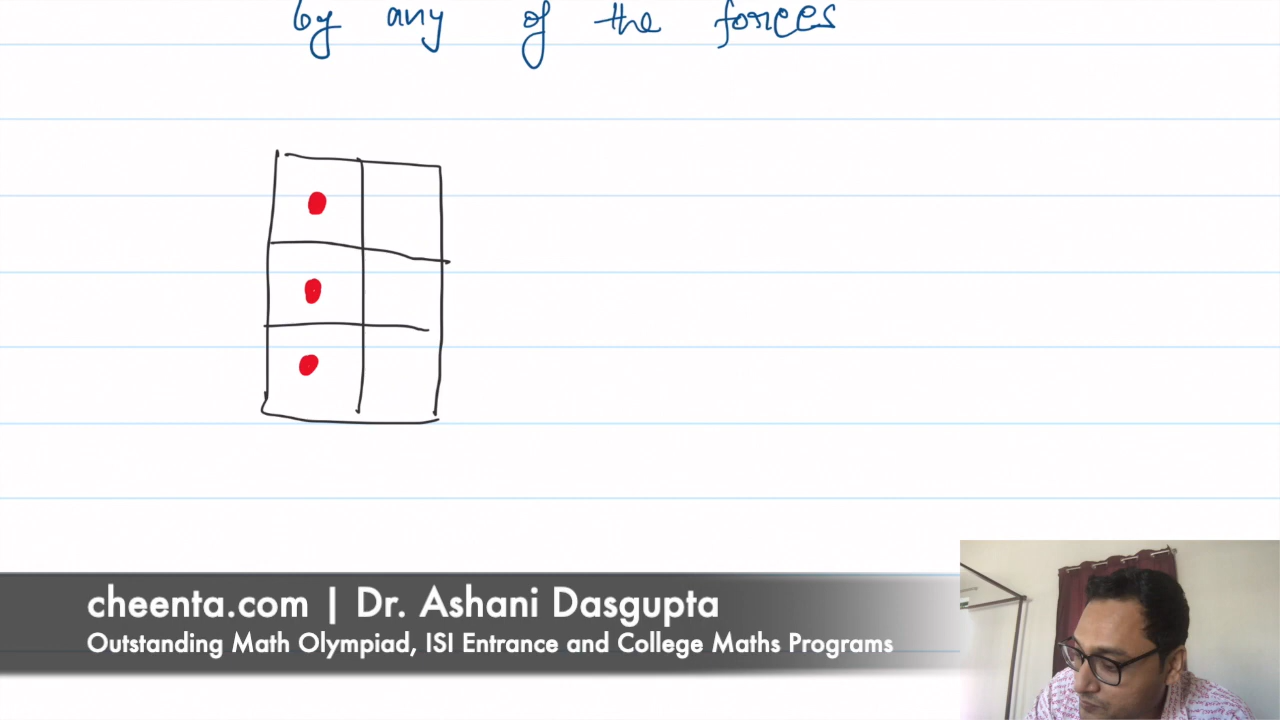 by any of the forces
cheenta.com | Dr. Ashani Dasgupta
Outstanding Math Olympiad, ISI Entrance and College Maths Programs